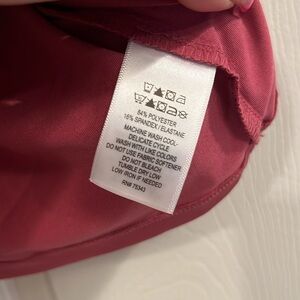 84% POLYESTER
16% SPANDEX/ELASTANE
MACHINE WASH COOL-
DELICATE CYCLE
WASH WITH LIKE COLORS
DO NOT USE FABRIC SOFTENER
DO NOT BLEACH
TUMBLE DRY LOW
LOW IRON IF NEEDED
RN# 75343